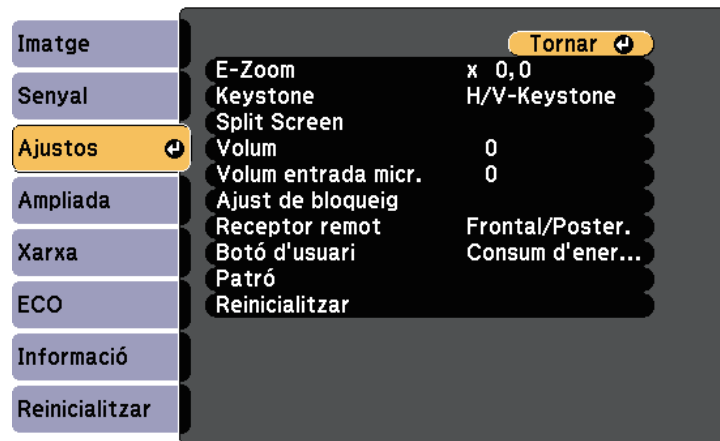 Imatge
Senyal
Ajustos
Ampliada
Xarxa
ECO
Informació
Reinicialitzar
Tornar
E-Zoom x 0,0
Keystone H/V-Keystone
Split Screen
Volum 0
Volum entrada micr. 0
Ajust de bloqueig
Receptor remot Frontal/Poster.
Botó d'usuari Consum d'ener...
Patró
Reinicialitzar